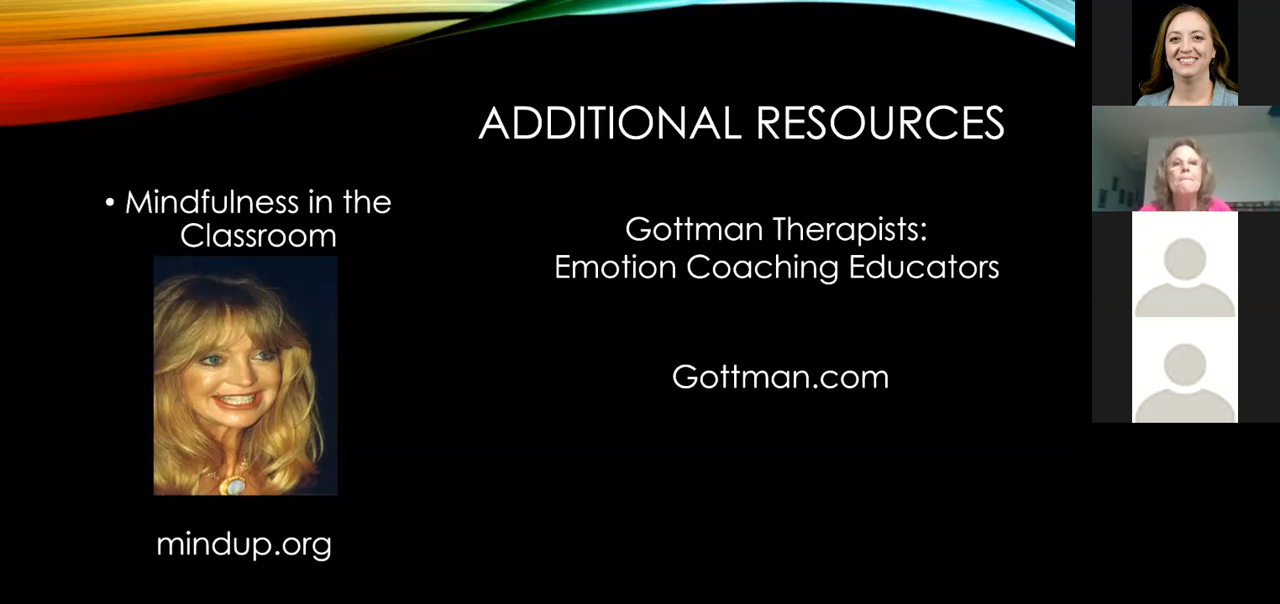 ADDITIONAL RESOURCES
• Mindfulness in the
Classroom
mindup.org
Gottman Therapists:
Emotion Coaching Educators
Gottman.com